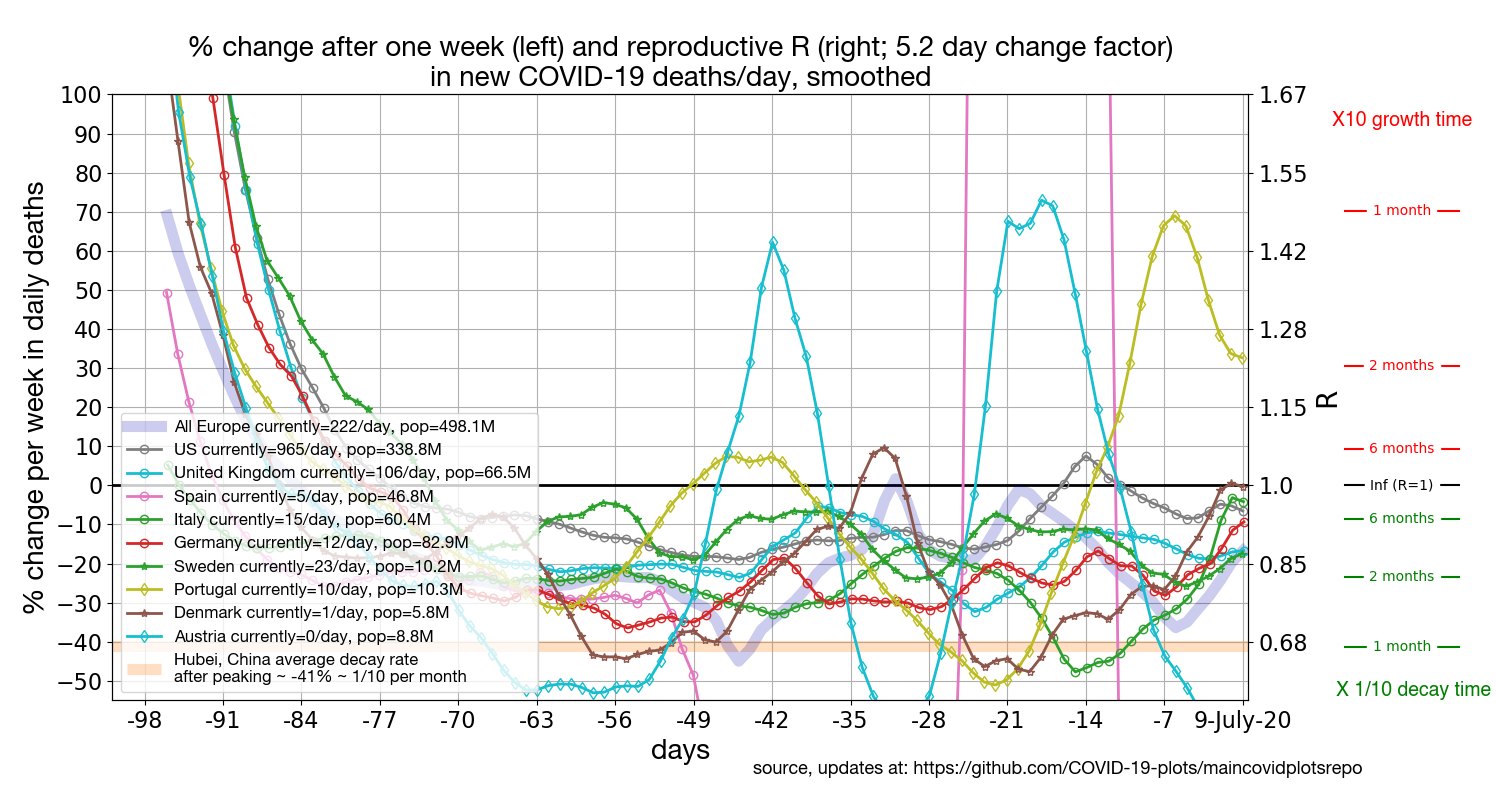 % change after one week (left) and reproductive R (right; 5.2 day change factor)
in new COVID-19 deaths/day, smoothed
% change per week in daily deaths
100
90
80
70
60
50
40
30
20
10
0
−10
−20
−30
−40
−50
All Europe currently=222/day, pop=498.1M
US currently=965/day, pop=338.8M
United Kingdom currently=106/day, pop=66.5M
Spain currently=5/day, pop=46.8M
Italy currently=15/day, pop=60.4M
Germany currently=12/day, pop=82.9M
Sweden currently=23/day, pop=10.2M
Portugal currently=10/day, pop=10.3M
Denmark currently=1/day, pop=5.8M
Austria currently=0/day, pop=8.8M
Hubei, China average decay rate
after peaking ~ -41% ~ 1/10 per month
-98 -91 -84 -77 -70 -63 -56 -49 -42 -35 -28 -21 -14 -7 9-July-20
days
1.67
1.55
1.42
1.28
1.15
1.0
0.85
0.68
R
X10 growth time
1 month
2 months
6 months
Inf (R=1)
6 months
2 months
1 month
X 1/10 decay time
source, updates at: https://github.com/COVID-19-plots/maincovidplotsrepo